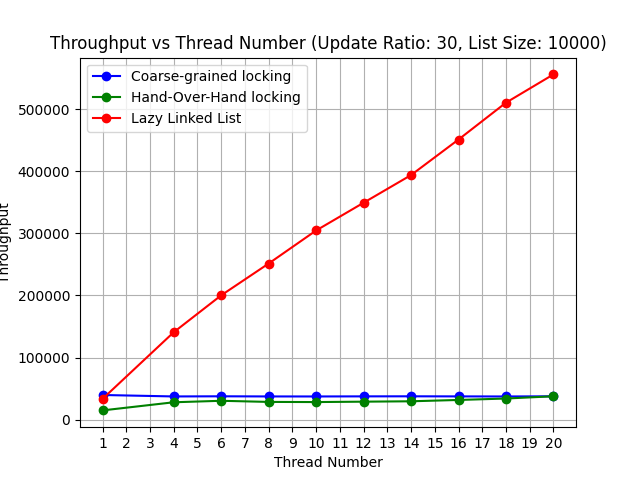 Throughput vs Thread Number (Update Ratio: 30, List Size: 10000)
Coarse-grained locking
Hand-Over-Hand locking
Lazy Linked List
500000
400000
300000
200000
100000
0
Throughput
1 2 3 4 5 6 7 8 9 10 11 12 13 14 15 16 17 18 19 20
Thread Number